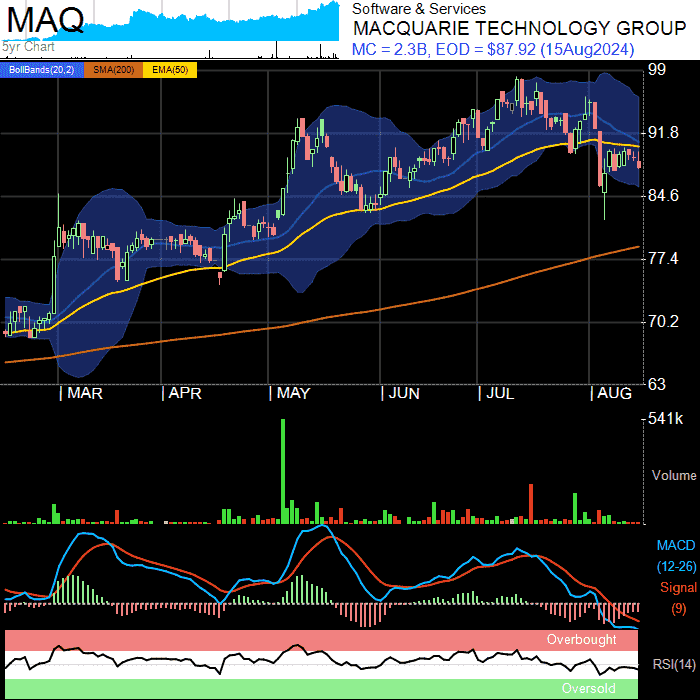 MAQ
5yr Chart
Software & Services
MACQUARIE TECHNOLOGY GROUP
MC = 2.3B, EOD = $87.92 (15Aug2024)
BollBands(20,2) SMA(200) EMA(50)
99
91.8
84.6
77.4
70.2
63
MAR APR MAY JUN JUL AUG
541k
Volume
MACD
(12-26)
Signal
(9)
Overbought
RSI(14)
Oversold